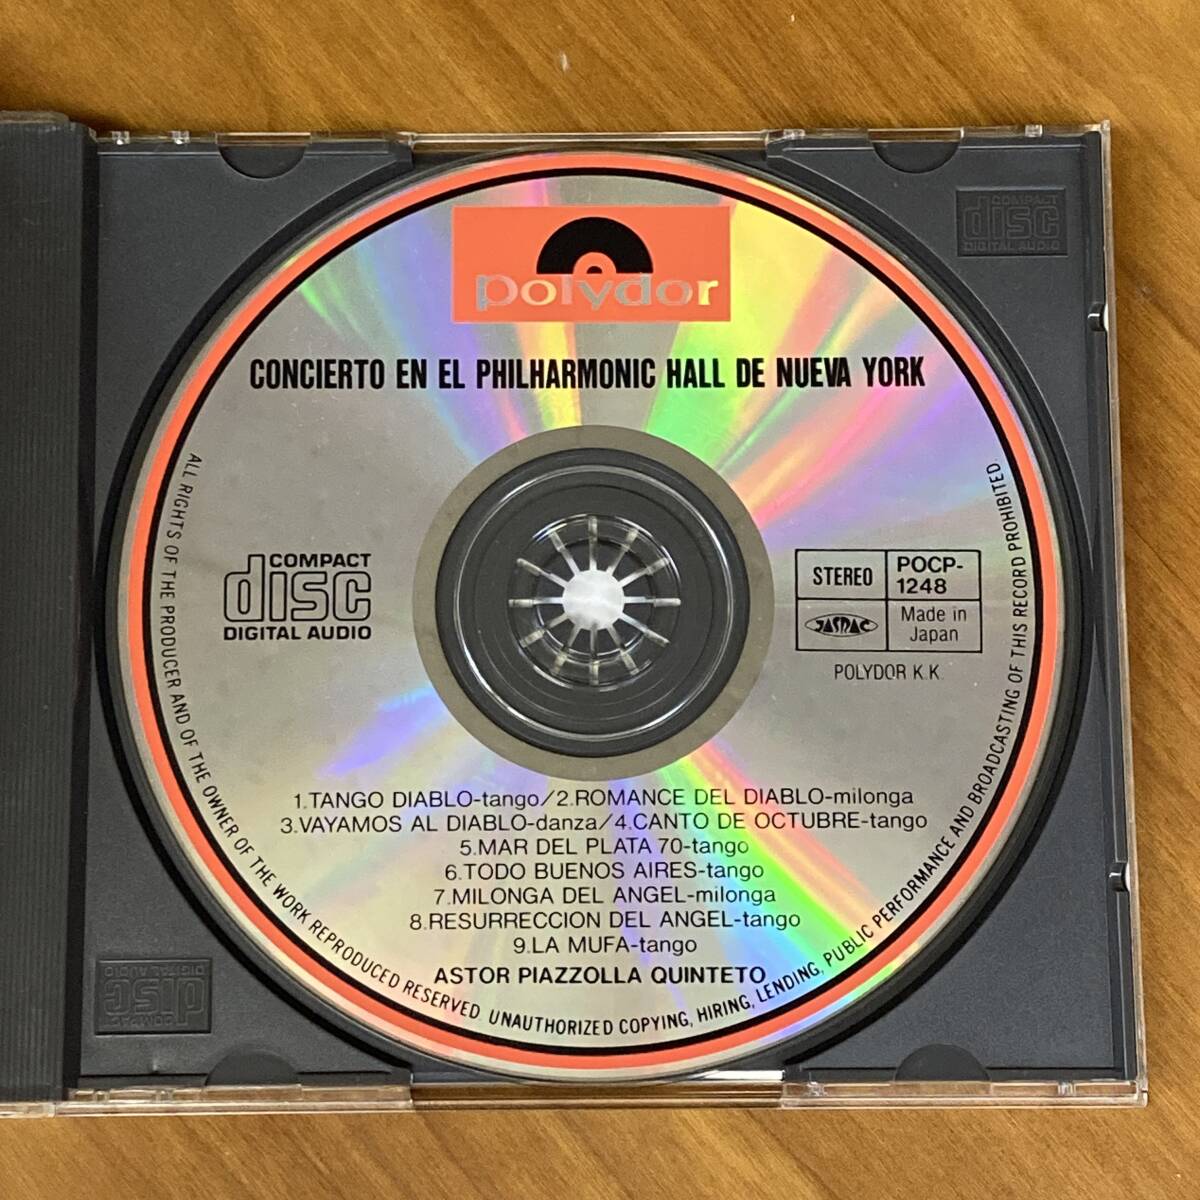 polydor
CONCIERTO EN EL PHILHARMONIC HALL DE NUEVA YORK
COMPACT
disc
DIGITAL AUDIO
STEREO
POCP-
1248
JASRAC
Made in
Japan
POLYDOR K.K.
1.TANGO DIABLO-tango/2.ROMANCE DEL DIABLO-milonga
3.VAYAMOS AL DIABLO-danza/4.CANTO DE OCTUBRE-tango
5.MAR DEL PLATA 70-tango
6.TODO BUENOS AIRES-tango
7.MILONGA DEL ANGEL-milonga
8.RESURRECCION DEL ANGEL-tango
9.LA MUFA-tango
ASTOR PIAZZOLLA QUINTETO
ALL RIGHTS OF THE PRODUCER AND OF THE OWNER OF THE WORK REPRODUCED RESERVED. UNAUTHORIZED COPYING, HIRING, LENDING, PUBLIC PERFORMANCE AND BROADCASTING OF THIS RECORD PROHIBITED.
COMPACT
disc
DIGITAL AUDIO
COMPACT
disc
DIGITAL AUDIO